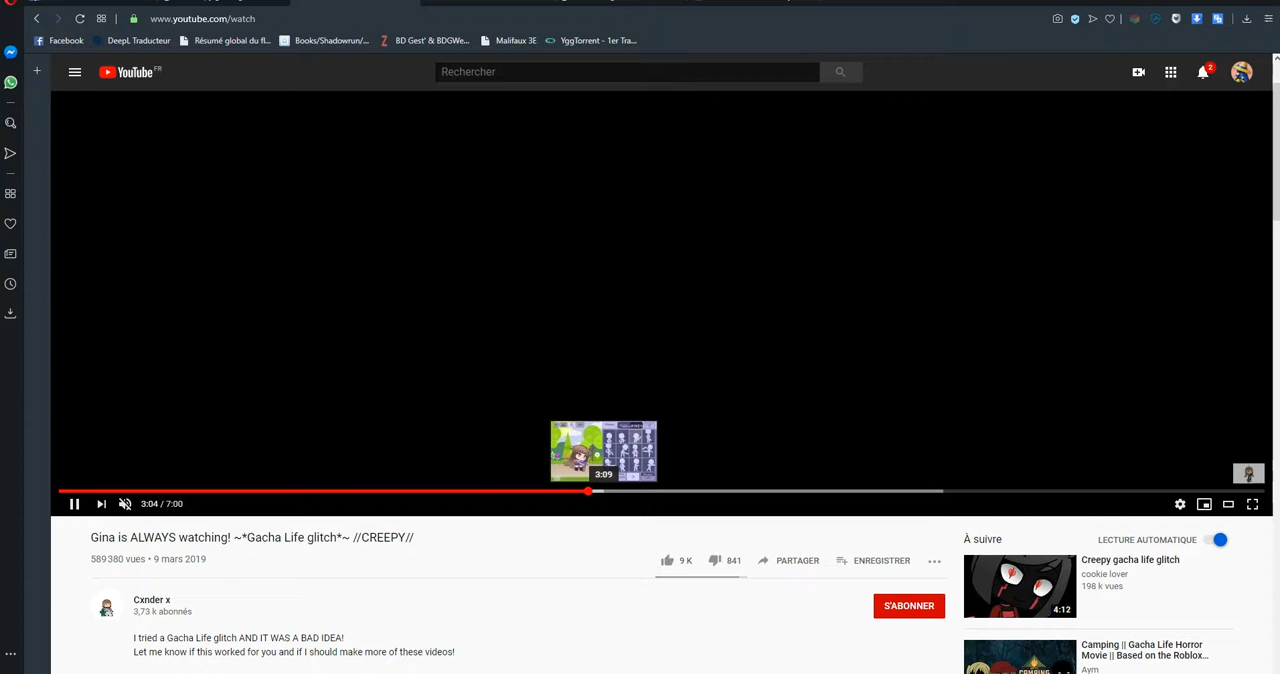 www.youtube.com/watch
Facebook
DeepL Traducteur
Résumé global du fl...
Books/Shadowrun/...
BD Gest' & BDGWe...
Malifaux 3E
YggTorrent - 1er Tra...
YouTube FR
Rechercher
2
3:09
3:04 / 7:00
Gina is ALWAYS watching! ~*Gacha Life glitch*~ //CREEPY//
589 380 vues • 9 mars 2019
9 K
841
PARTAGER
ENREGISTRER
Cxnder x
3,73 k abonnés
S'ABONNER
I tried a Gacha Life glitch AND IT WAS A BAD IDEA!
Let me know if this worked for you and if I should make more of these videos!
À suivre
LECTURE AUTOMATIQUE
4:12
Creepy gacha life glitch
cookie lover
198 k vues
CAMPING
Camping || Gacha Life Horror
Movie || Based on the Roblox...
Aym